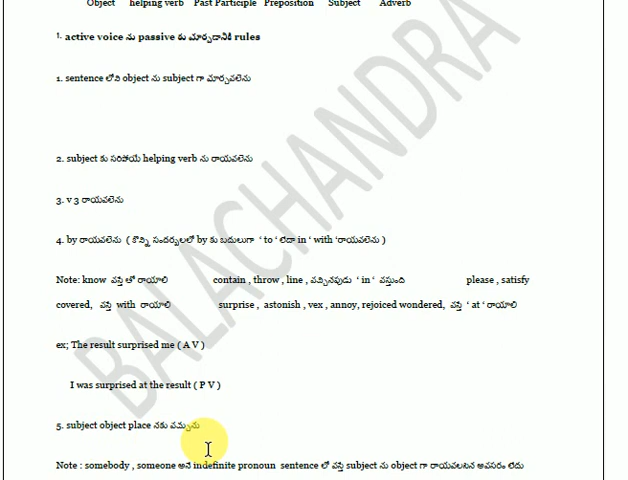 Object helping verb Past Participle Preposition Subject Adverb
1. active voice ను passive కు మార్చడానికి rules
1. sentence లోని object ను subject గా మార్చవలెను
2. subject కు సరిపోయే helping verb ను రాయవలెను
3. v 3 రాయవలెను
4. by రాయవలెను ( కొన్ని సందర్భాలలో by కు బదులుగా ' to ' లేదా in ' with 'రాయవలెను )
Note: know వస్తే తో రాయాలి contain , throw , line , వచ్చినపుడు ' in ' వస్తుంది please , satisfy
covered, వస్తే with రాయాలి surprise , astonish , vex , annoy, rejoiced wondered, వస్తే ' at ' రాయాలి
ex; The result surprised me ( A V )
I was surprised at the result ( P V )
5. subject object place నకు వచ్చును
Note : somebody , someone అనే indefinite pronoun sentence లో వస్తే subject ను object గా రాయవలసిన అవసరం లేదు
BALACHANDRA